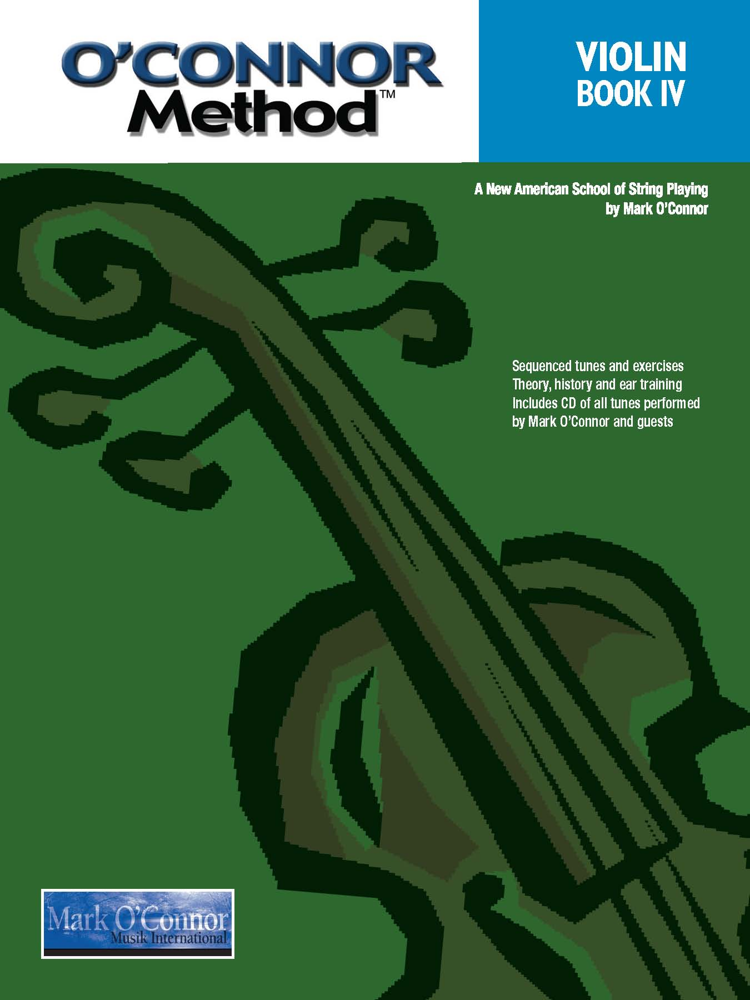 O'CONNOR
Method™
VIOLIN
BOOK IV
A New American School of String Playing
by Mark O'Connor
Sequenced tunes and exercises
Theory, history and ear training
Includes CD of all tunes performed
by Mark O'Connor and guests
Mark O'Connor
Musik International